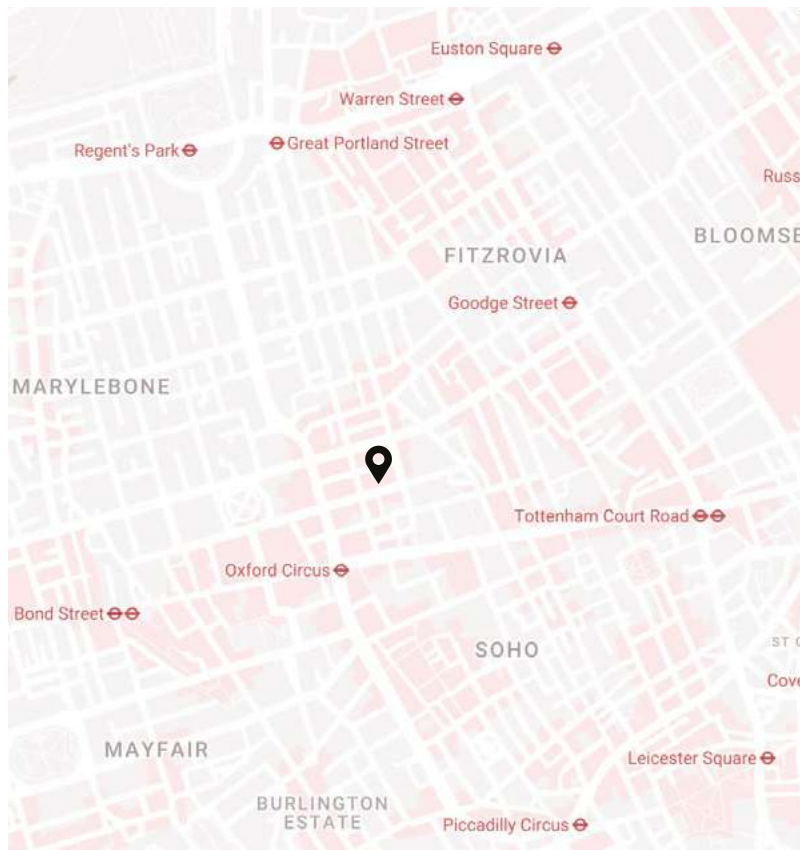 Euston Square
Warren Street
Great Portland Street
Regent's Park
Russ
BLOOMSE
FITZROVIA
Goodge Street
MARYLEBONE
Tottenham Court Road
Oxford Circus
Bond Street
ST
SOHO
Cove
MAYFAIR
Leicester Square
BURLINGTON
ESTATE
Piccadilly Circus